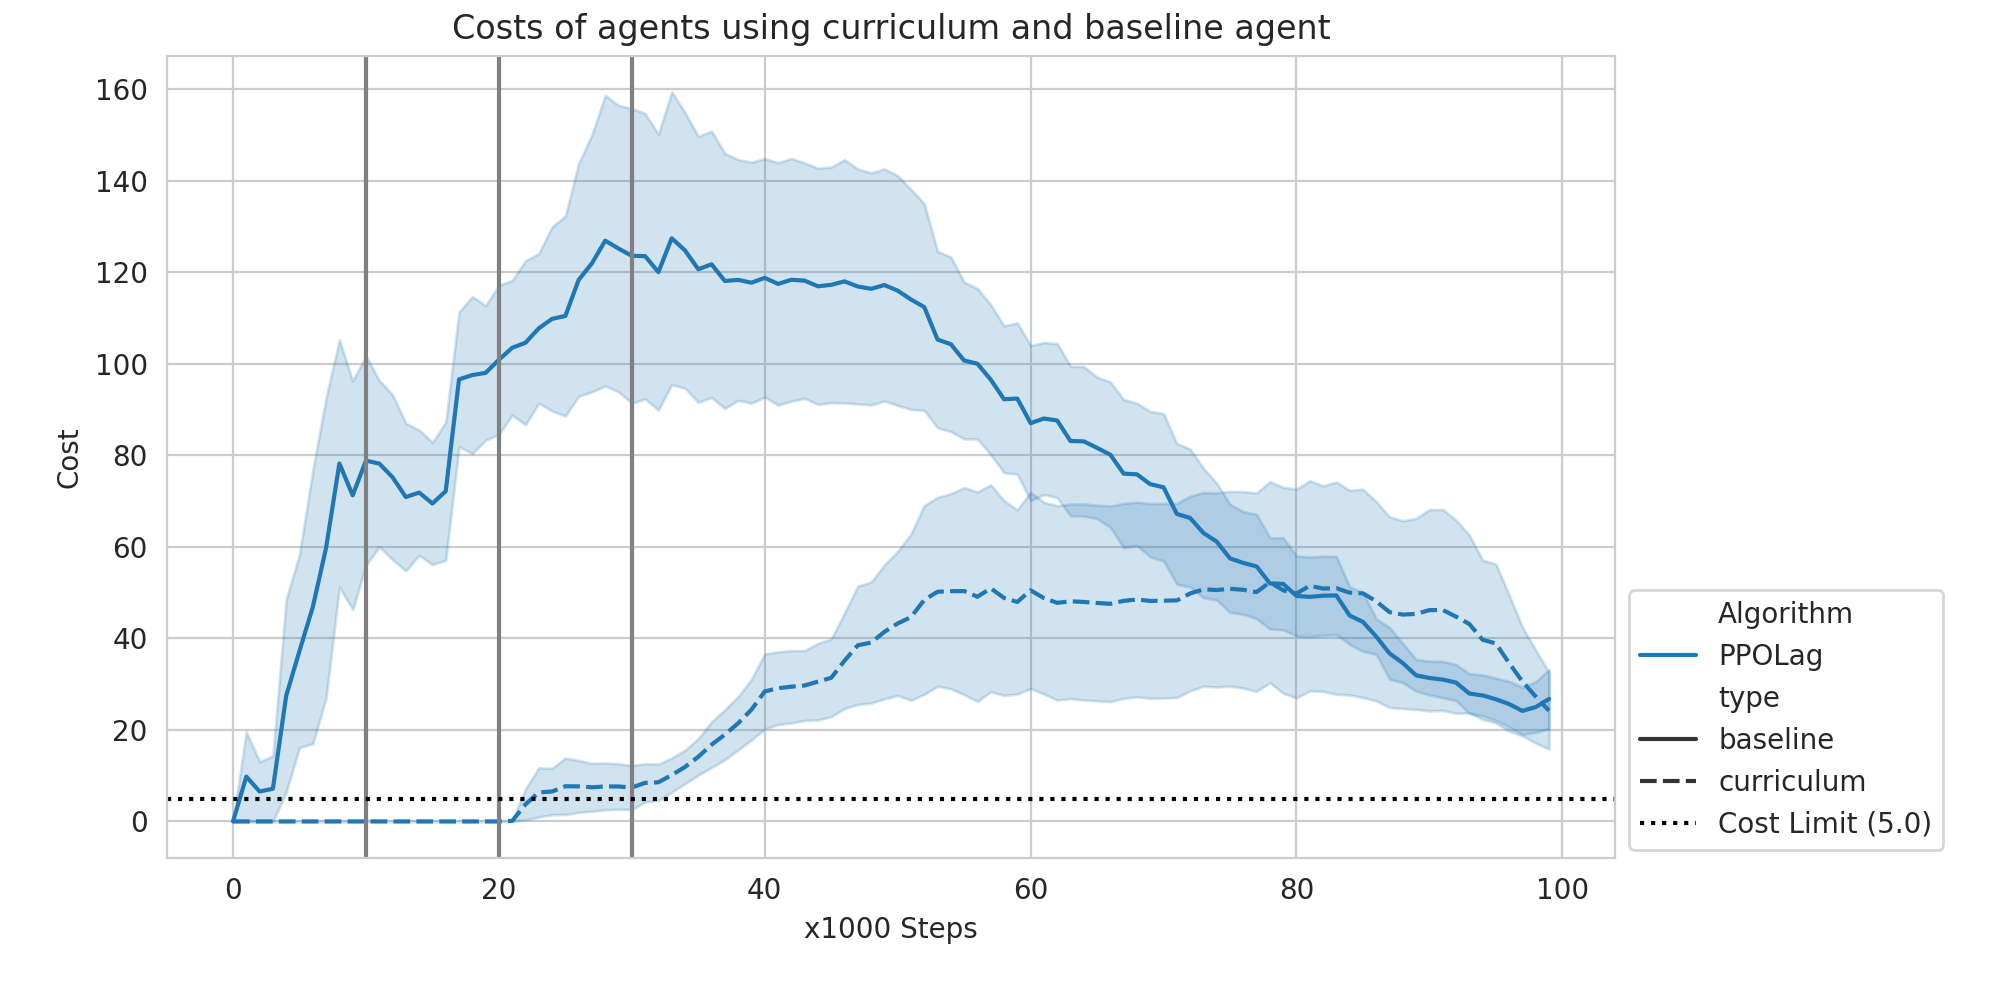 Costs of agents using curriculum and baseline agent
160
140
120
100
80
60
40
20
0
Cost
0 20 40 60 80 100
x1000 Steps
Algorithm
PPOLag
type
baseline
curriculum
Cost Limit (5.0)